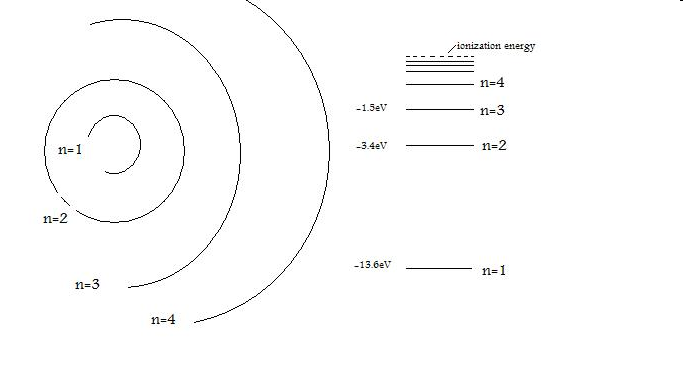 n=1
n=2
n=3
n=4
ionization energy
n=4
-1.5eV
n=3
-3.4eV
n=2
-13.6eV
n=1